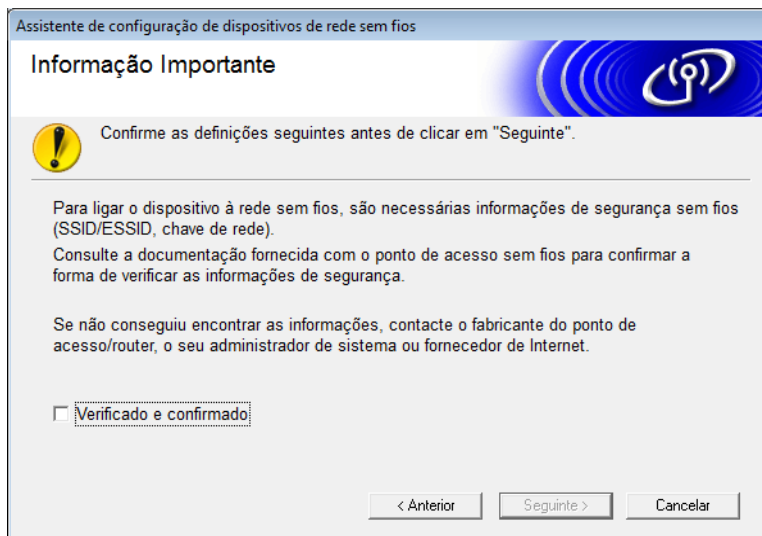 Assistente de configuração de dispositivos de rede sem fios
Informação Importante
Confirme as definições seguintes antes de clicar em "Seguinte".
Para ligar o dispositivo à rede sem fios, são necessárias informações de segurança sem fios
(SSID/ESSID, chave de rede).
Consulte a documentação fornecida com o ponto de acesso sem fios para confirmar a
forma de verificar as informações de segurança.
Se não conseguiu encontrar as informações, contacte o fabricante do ponto de
acesso/router, o seu administrador de sistema ou fornecedor de Internet.
Verificado e confirmado
< Anterior
Seguinte >
Cancelar